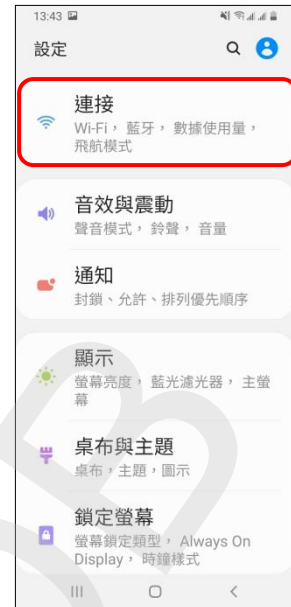 13:43
設定
連接
Wi-Fi， 藍牙， 數據使用量，
飛航模式
音效與震動
聲音模式， 鈴聲， 音量
通知
封鎖、允許、排列優先順序
顯示
螢幕亮度， 藍光濾光器， 主螢
幕
桌布與主題
桌布，主題，圖示
鎖定螢幕
螢幕鎖定類型， Always On
Display， 時鐘樣式